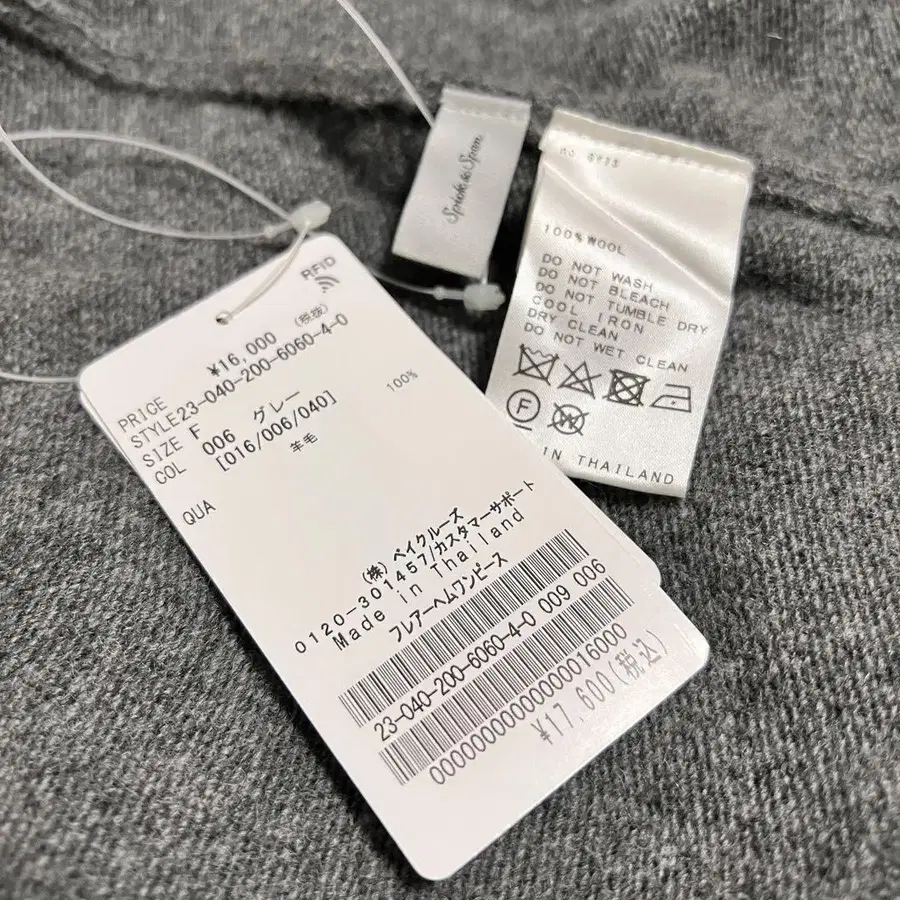 RFID
PRICE ¥16,000 (税抜)
STYLE23-040-200-6060-4-0
SIZE F
COL 006 グレー
[016/006/040]
QUA 羊毛 100%
(株) ベイクルーズ
0120-301457/カスタマーサポート
Made in Thailand
フレアーヘムワンピース
23-040-200-6060-4-0 009 006
¥17,600(税込)
Spick & Span
100%WOOL
DO NOT WASH
DO NOT BLEACH
DO NOT TUMBLE DRY
COOL IRON
DRY CLEAN
DO NOT WET CLEAN
F
W
IN THAILAND